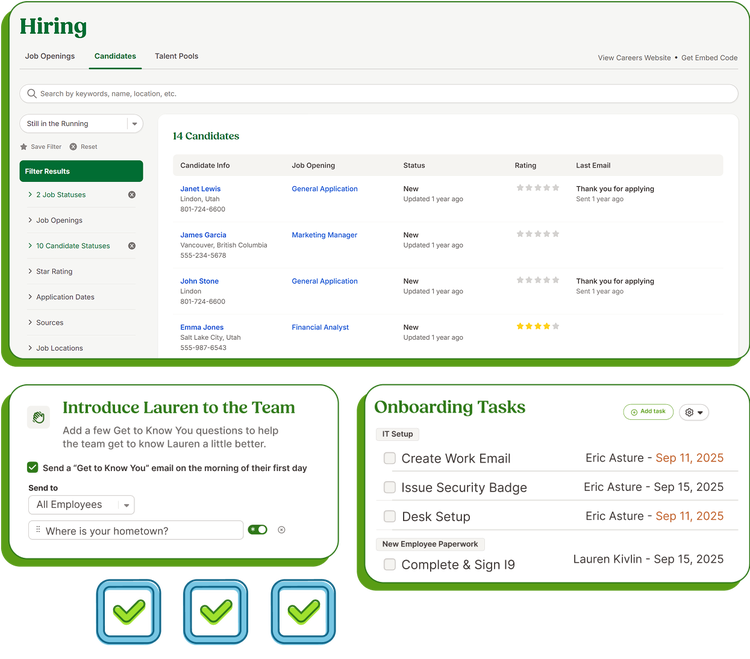 Hiring
Job Openings Candidates Talent Pools
View Careers Website • Get Embed Code
Search by keywords, name, location, etc.
Still in the Running
Save Filter Reset
Filter Results
2 Job Statuses
Job Openings
10 Candidate Statuses
Star Rating
Application Dates
Sources
Job Locations
14 Candidates
Candidate Info Job Opening Status Rating Last Email
Janet Lewis General Application New Thank you for applying
Lindon, Utah Updated 1 year ago Sent 1 year ago
801-724-6600
James Garcia Marketing Manager New
Vancouver, British Columbia Updated 1 year ago
555-234-5678
John Stone General Application New Thank you for applying
Lindon Updated 1 year ago Sent 1 year ago
801-724-6600
Emma Jones Financial Analyst New
Salt Lake City, Utah Updated 1 year ago
555-987-6543
Introduce Lauren to the Team
Add a few Get to Know You questions to help
the team get to know Lauren a little better.
Send a “Get to Know You” email on the morning of their first day
Send to
All Employees
Where is your hometown?
Onboarding Tasks
Add task
IT Setup
Create Work Email Eric Asture - Sep 11, 2025
Issue Security Badge Eric Asture - Sep 15, 2025
Desk Setup Eric Asture - Sep 11, 2025
New Employee Paperwork
Complete & Sign I9 Lauren Kivlin - Sep 15, 2025